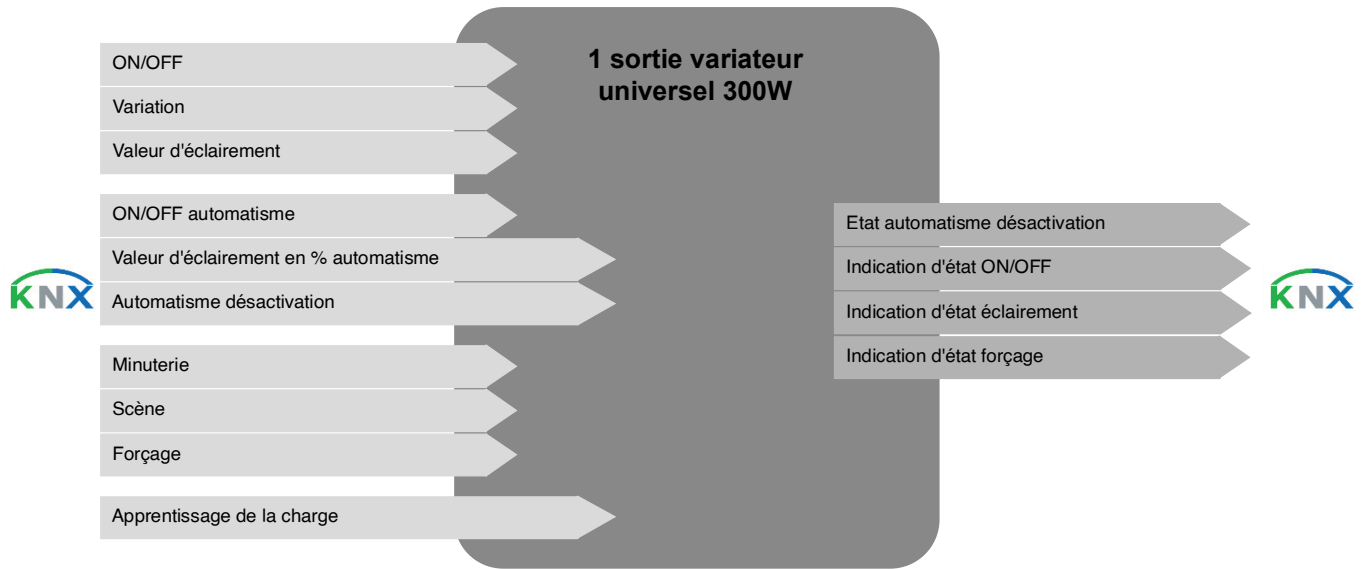 1 sortie variateur
universel 300W
ON/OFF
Variation
Valeur d'éclairement
ON/OFF automatisme
Valeur d'éclairement en % automatisme
Automatisme désactivation
Minuterie
Scène
Forçage
Apprentissage de la charge
KNX
Etat automatisme désactivation
Indication d'état ON/OFF
Indication d'état éclairement
Indication d'état forçage
KNX